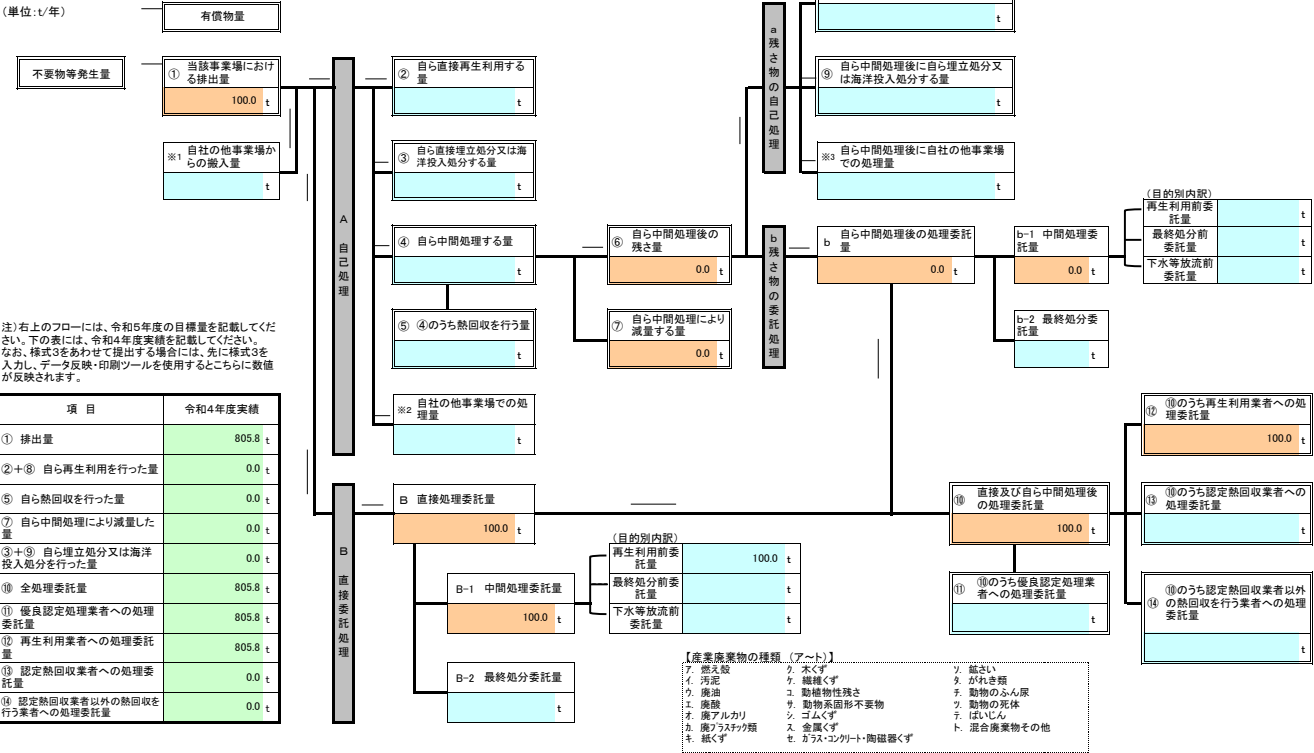 (単位:t/年)
有償物量
t
不要物等発生量
① 当該事業場におけ
る排出量
100.0 t
※1 自社の他事業場か
らの搬入量
t
A 自己処理
② 自ら直接再生利用する
量
t
③ 自ら直接埋立処分又は海
洋投入処分する量
t
④ 自ら中間処理する量
t
⑤ ④のうち熱回収を行う量
t
※2 自社の他事業場での処
理量
t
⑥ 自ら中間処理後の
残さ量
0.0 t
⑦ 自ら中間処理により
減量する量
0.0 t
a 残さ物の自己処理
⑨ 自ら中間処理後に自ら埋立処分又
は海洋投入処分する量
t
※3 自ら中間処理後に自社の他事業場
での処理量
t
b 残さ物の委託処理
b 自ら中間処理後の処理委託
量
0.0 t
b-1 中間処理委
託量
0.0 t
b-2 最終処分委
託量
t
(目的別内訳)
再生利用前委
託量
t
最終処分前
委託量
t
下水等放流前
委託量
t
注)右上のフローには、令和5年度の目標量を記載してくだ
さい。下の表には、令和4年度実績を記載してください。
なお、様式3をあわせて提出する場合には、先に様式3を
入力し、データ反映・印刷ツールを使用するとこちらに数値
が反映されます。
項 目 令和4年度実績
① 排出量 805.8 t
②+⑧ 自ら再生利用を行った量 0.0 t
⑤ 自ら熱回収を行った量 0.0 t
⑦ 自ら中間処理により減量した
量 0.0 t
③+⑨ 自ら埋立処分又は海洋
投入処分を行った量 0.0 t
⑩ 全処理委託量 805.8 t
⑪ 優良認定処理業者への処理
委託量 805.8 t
⑫ 再生利用業者への処理委託
量 805.8 t
⑬ 認定熱回収業者への処理委
託量 0.0 t
⑭ 認定熱回収業者以外の熱回収を
行う業者への処理委託量 0.0 t
B 直接委託処理
B 直接処理委託量
100.0 t
B-1 中間処理委託量
100.0 t
B-2 最終処分委託量
t
(目的別内訳)
再生利用前委
託量
100.0 t
最終処分前委
託量
t
下水等放流前
委託量
t
⑩ 直接及び自ら中間処理後
の処理委託量
100.0 t
⑪ ⑩のうち優良認定処理業
者への処理委託量
t
⑫ ⑩のうち再生利用業者への処
理委託量
100.0 t
⑬ ⑩のうち認定熱回収業者への
処理委託量
t
⑭ ⑩のうち認定熱回収業者以外
の熱回収を行う業者への処理
委託量
t
【産業廃棄物の種類 (ア~ト)】
ア. 燃え殻
イ. 汚泥
ウ. 廃油
エ. 廃酸
オ. 廃アルカリ
カ. 廃プラスチック類
キ. 紙くず
ク. 木くず
ケ. 繊維くず
コ. 動植物性残さ
サ. 動物系固形不要物
シ. ゴムくず
ス. 金属くず
セ. ガラス・コンクリート・陶磁器くず
ソ. 鉱さい
タ. がれき類
チ. 動物のふん尿
ツ. 動物の死体
テ. ばいじん
ト. 混合廃棄物その他